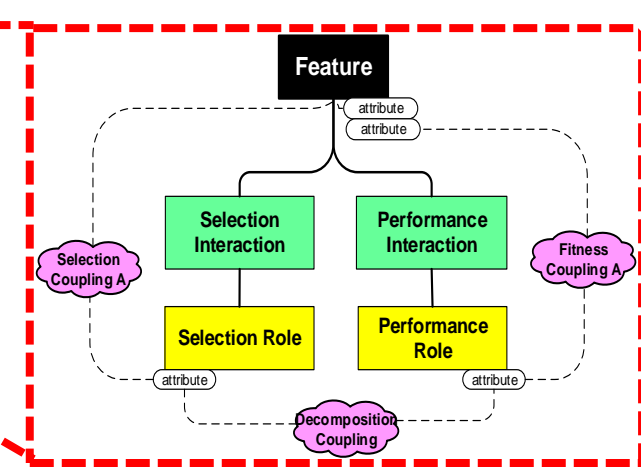 Feature
attribute
attribute
Selection
Interaction
Performance
Interaction
Selection
Coupling A
Fitness
Coupling A
Selection Role
Performance
Role
attribute
attribute
Decomposition
Coupling